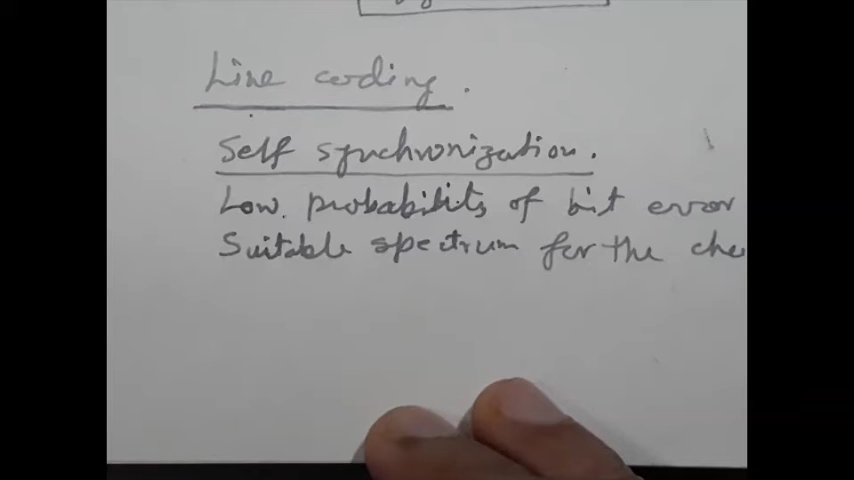 Line coding.
Self synchronization.
Low probability of bit error
Suitable spectrum for the